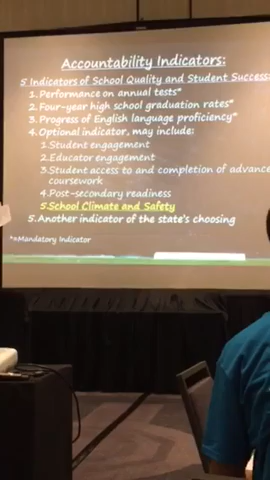 Accountability Indicators:
5 Indicators of School Quality and Student Success:
1. Performance on annual tests*
2. Four-year high school graduation rates*
3. Progress of English language proficiency*
4. Optional indicator, may include:
1. Student engagement
2. Educator engagement
3. Student access to and completion of advance
coursework
4. Post-secondary readiness
5. School Climate and Safety
5. Another indicator of the state's choosing
*=Mandatory Indicator